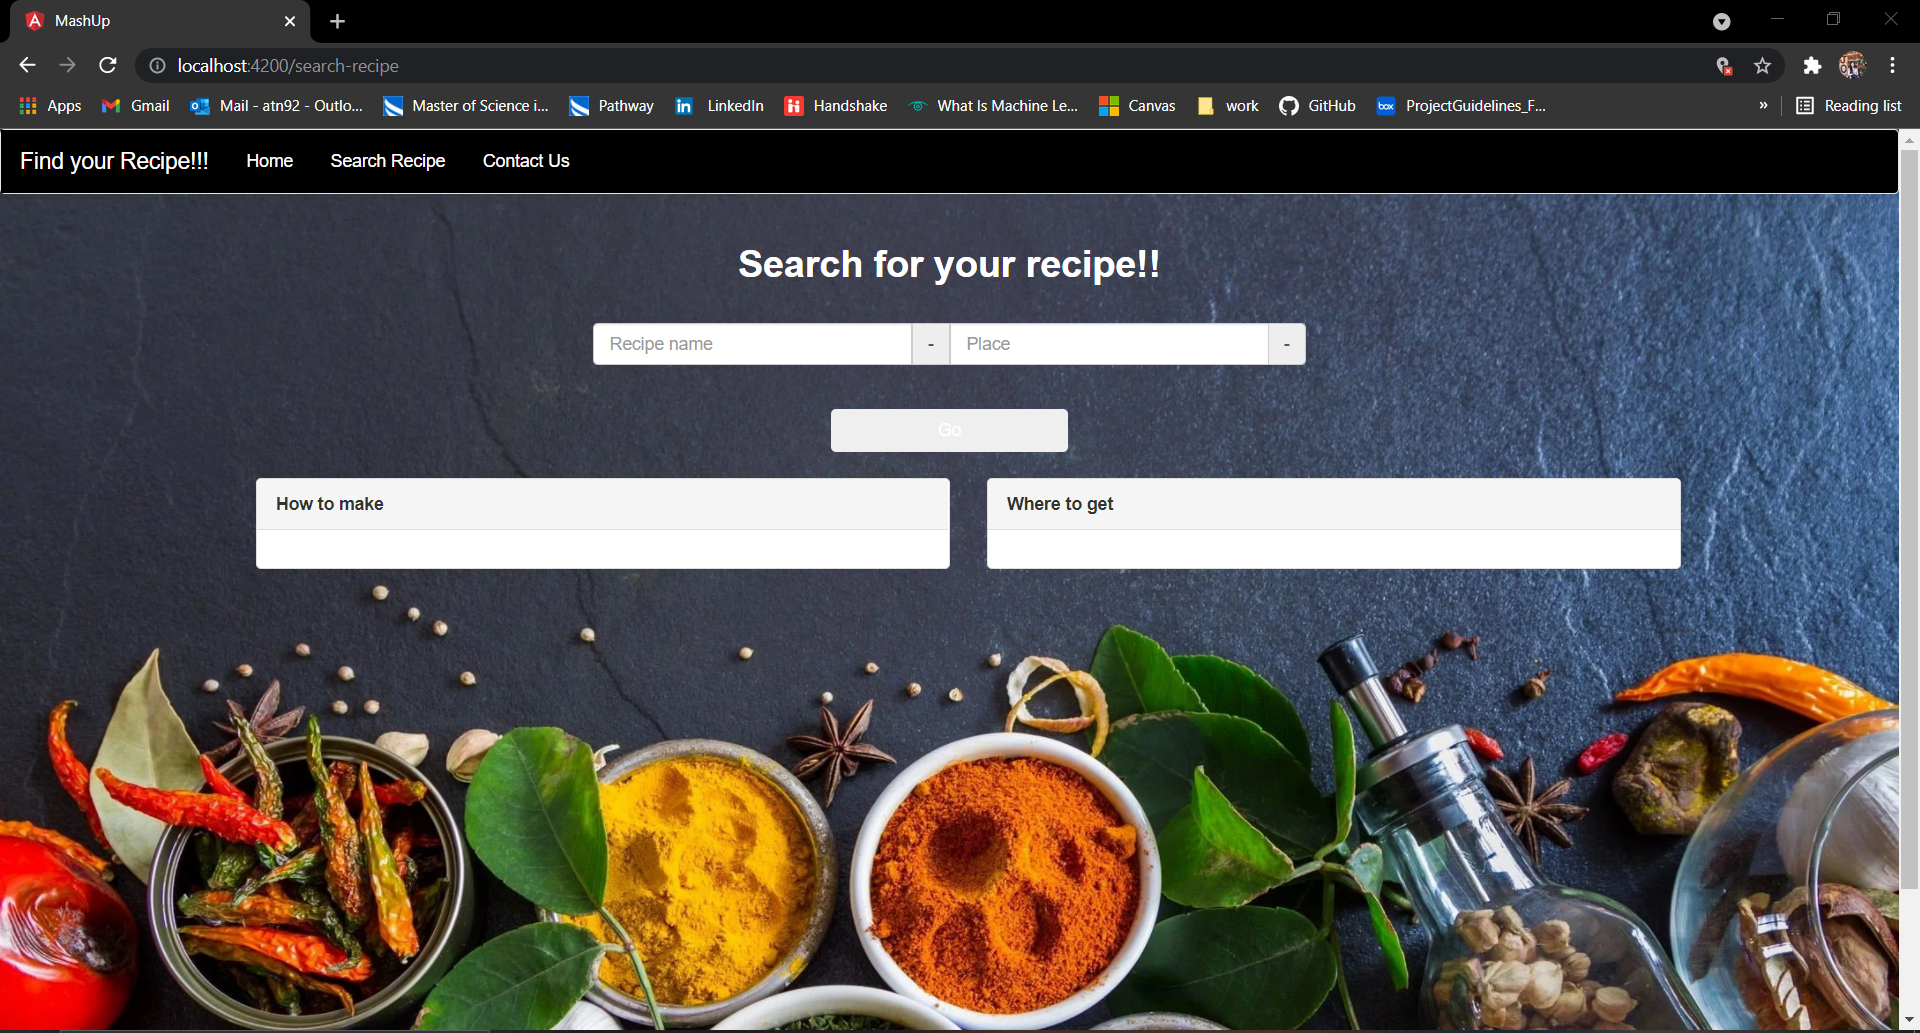 MashUp
localhost:4200/search-recipe
Apps Gmail Mail - atn92 - Outlo... Master of Science i... Pathway LinkedIn Handshake What Is Machine Le... Canvas work GitHub box ProjectGuidelines_F... » Reading list
Find your Recipe!!! Home Search Recipe Contact Us
Search for your recipe!!
Recipe name - Place -
Go
How to make Where to get